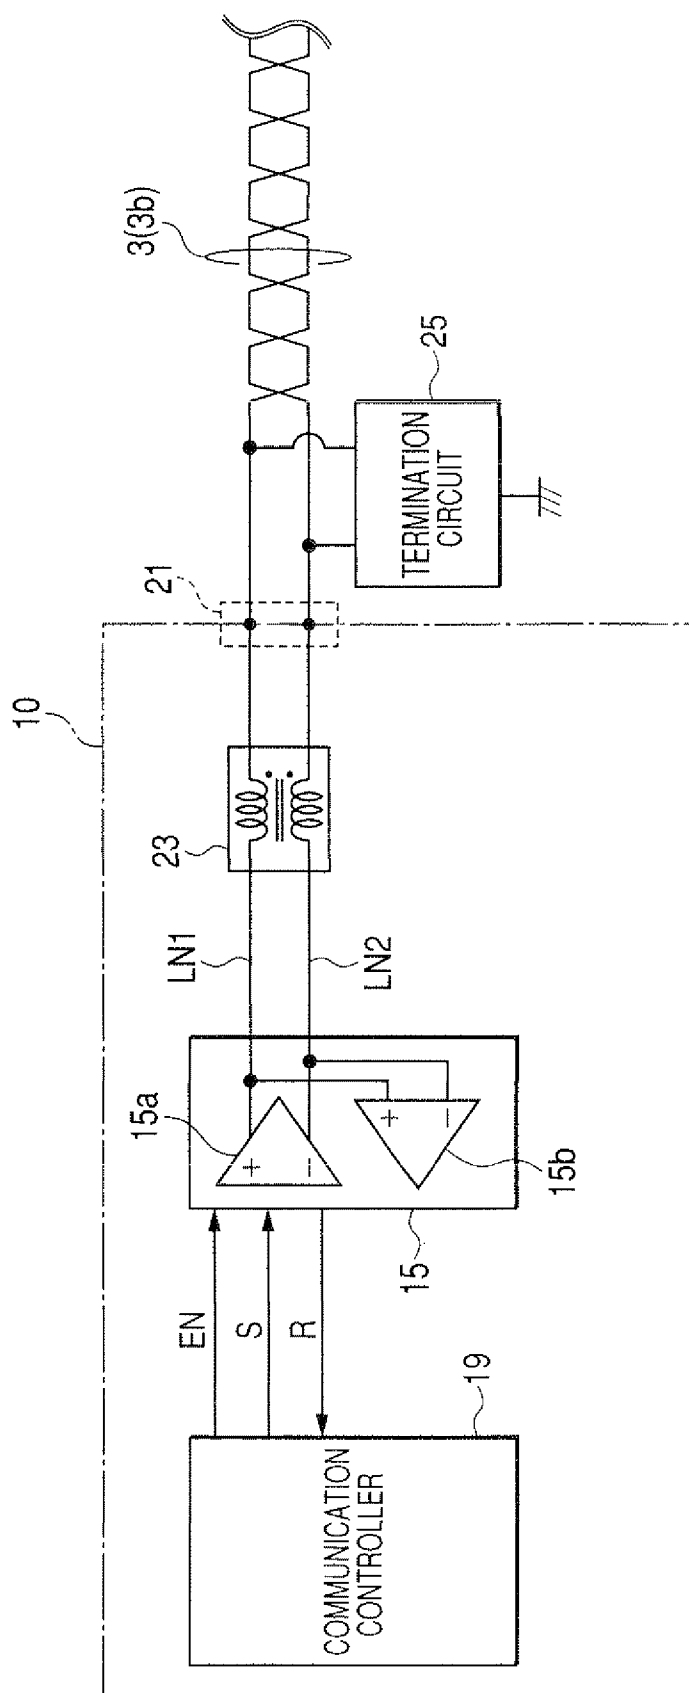 10
COMMUNICATION
CONTROLLER
19
EN
S
R
15
15a
+
−
+
−
15b
LN1
LN2
23
21
TERMINATION
CIRCUIT
25
3(3b)